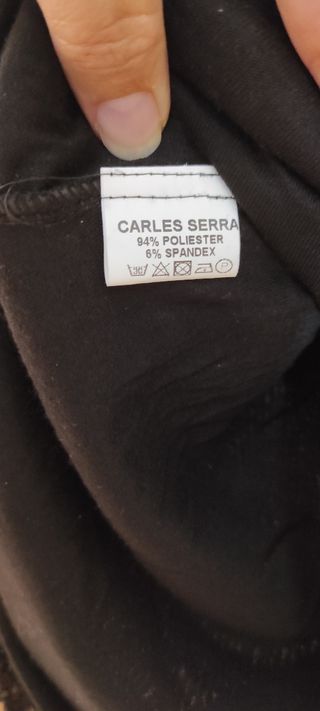 CARLES SERRA
94% POLIESTER
6% SPANDEX